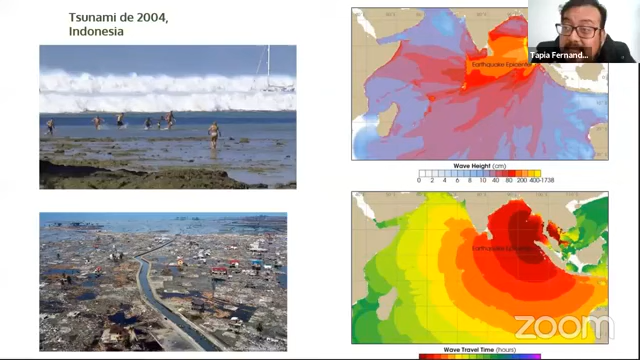 Tsunami de 2004,
Indonesia
Tapia Fernand...
Earthquake Epicenter
Wave Height (cm)
0 2 4 6 8 10 40 80 200 400-1738
Earthquake Epicenter
Wave Travel Time (hours)
zoom